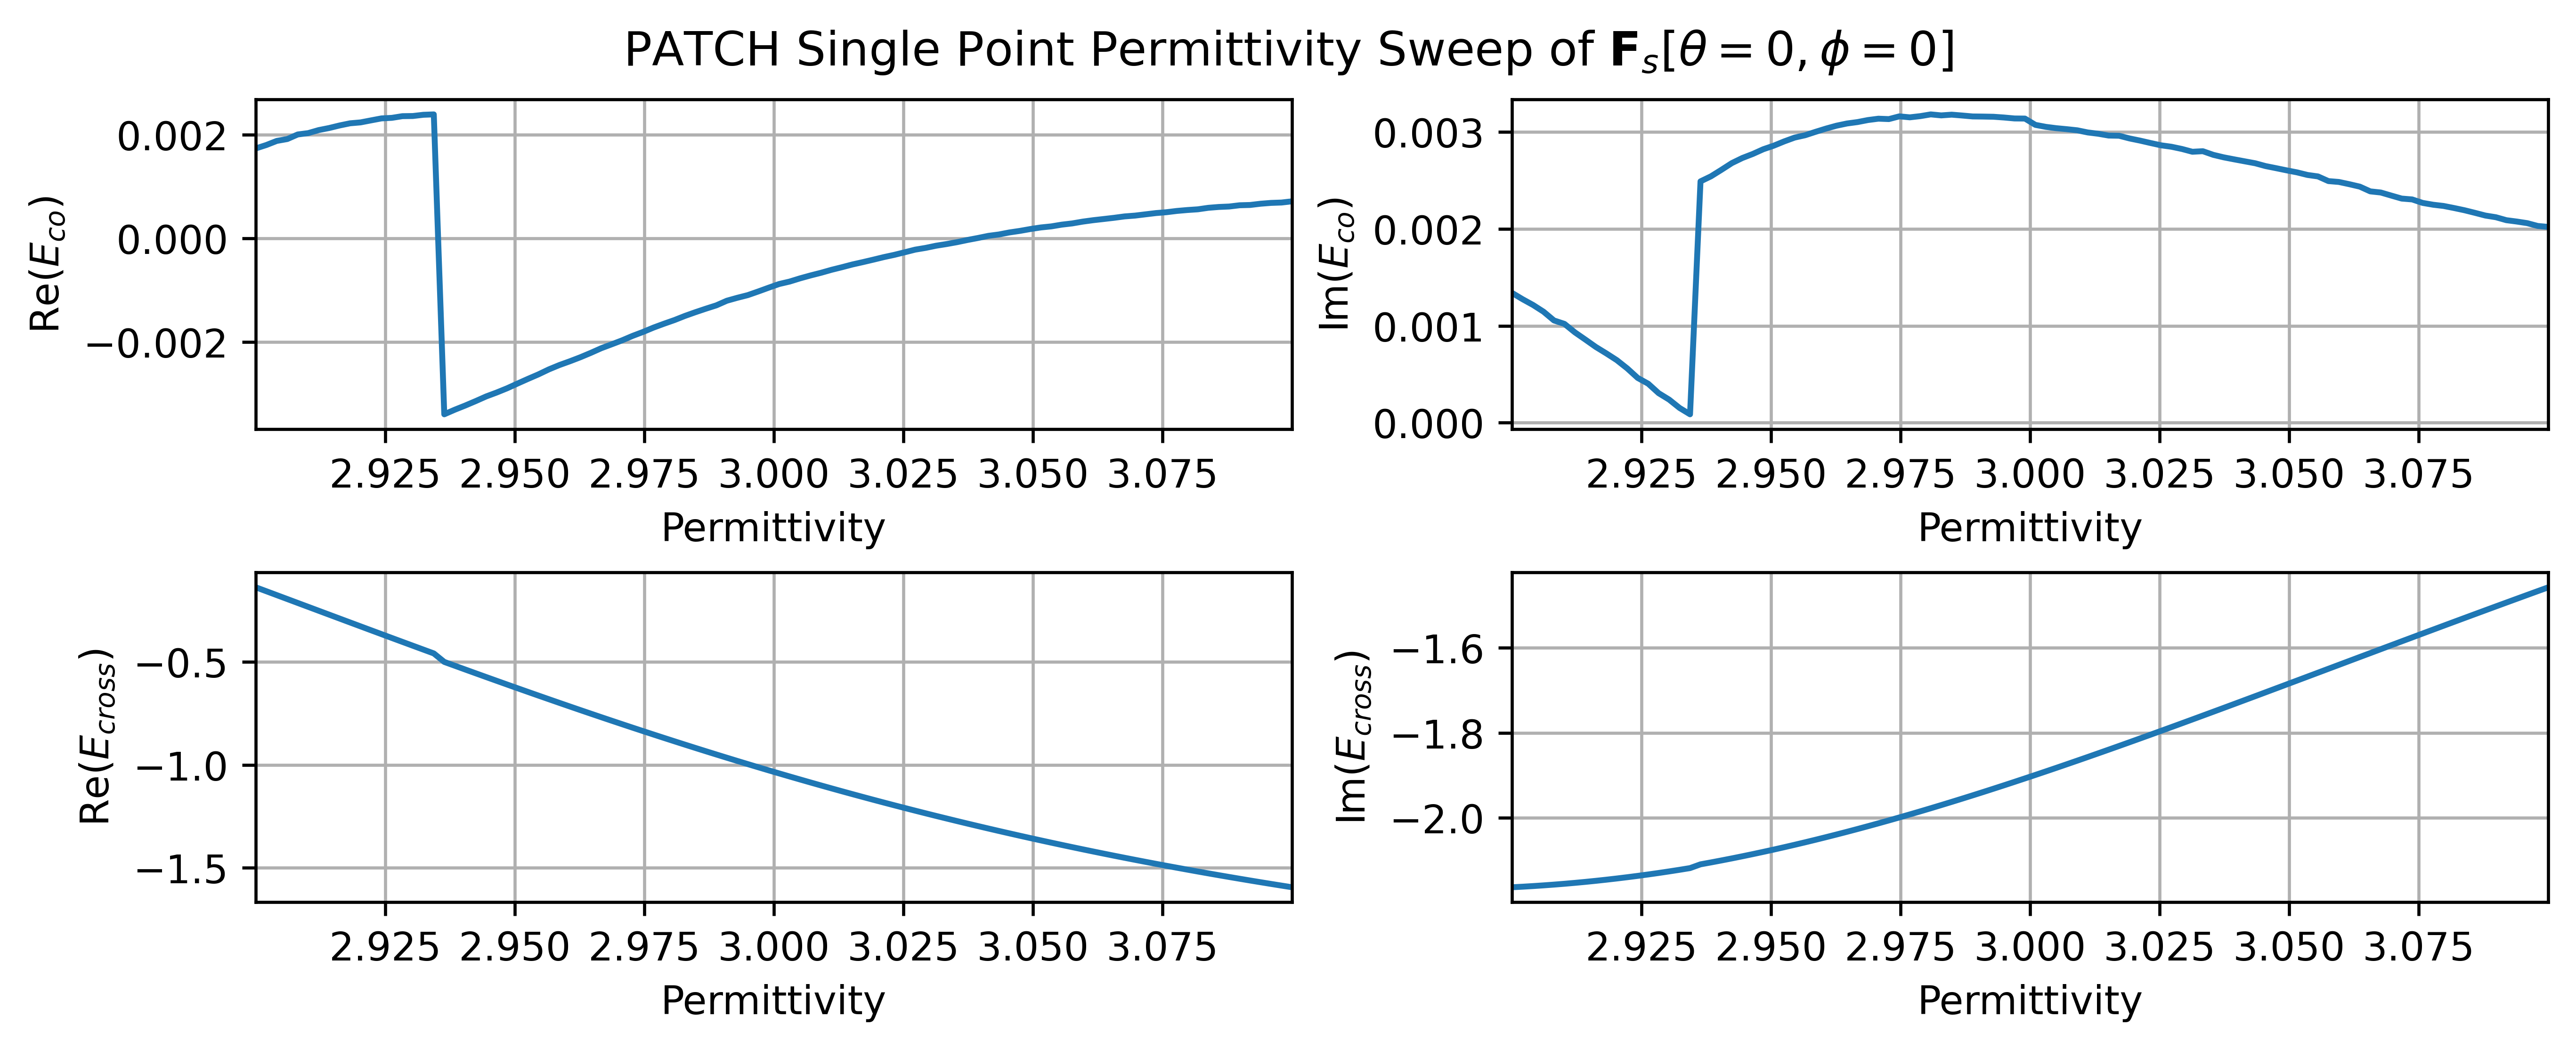 PATCH Single Point Permittivity Sweep of F_s[θ = 0, ϕ = 0]
Re(E_co)
0.002
0.000
−0.002
2.925 2.950 2.975 3.000 3.025 3.050 3.075
Permittivity
Im(E_co)
0.003
0.002
0.001
0.000
2.925 2.950 2.975 3.000 3.025 3.050 3.075
Permittivity
Re(E_cross)
−0.5
−1.0
−1.5
2.925 2.950 2.975 3.000 3.025 3.050 3.075
Permittivity
Im(E_cross)
−1.6
−1.8
−2.0
2.925 2.950 2.975 3.000 3.025 3.050 3.075
Permittivity